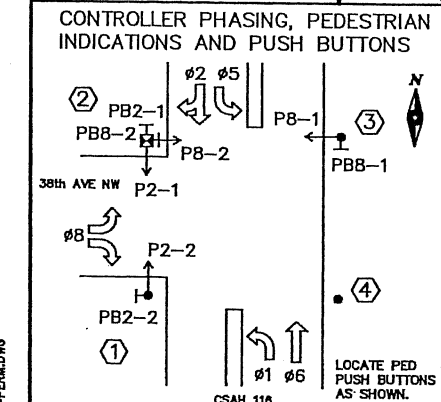 CONTROLLER PHASING, PEDESTRIAN
INDICATIONS AND PUSH BUTTONS
ø2 ø5
N
2
PB2-1
P8-1
3
PB8-2
P8-2
PB8-1
38th AVE NW
P2-1
ø8
P2-2
4
PB2-2
1
ø1 ø6
LOCATE PED
PUSH BUTTONS
AS SHOWN.
CSAH 116